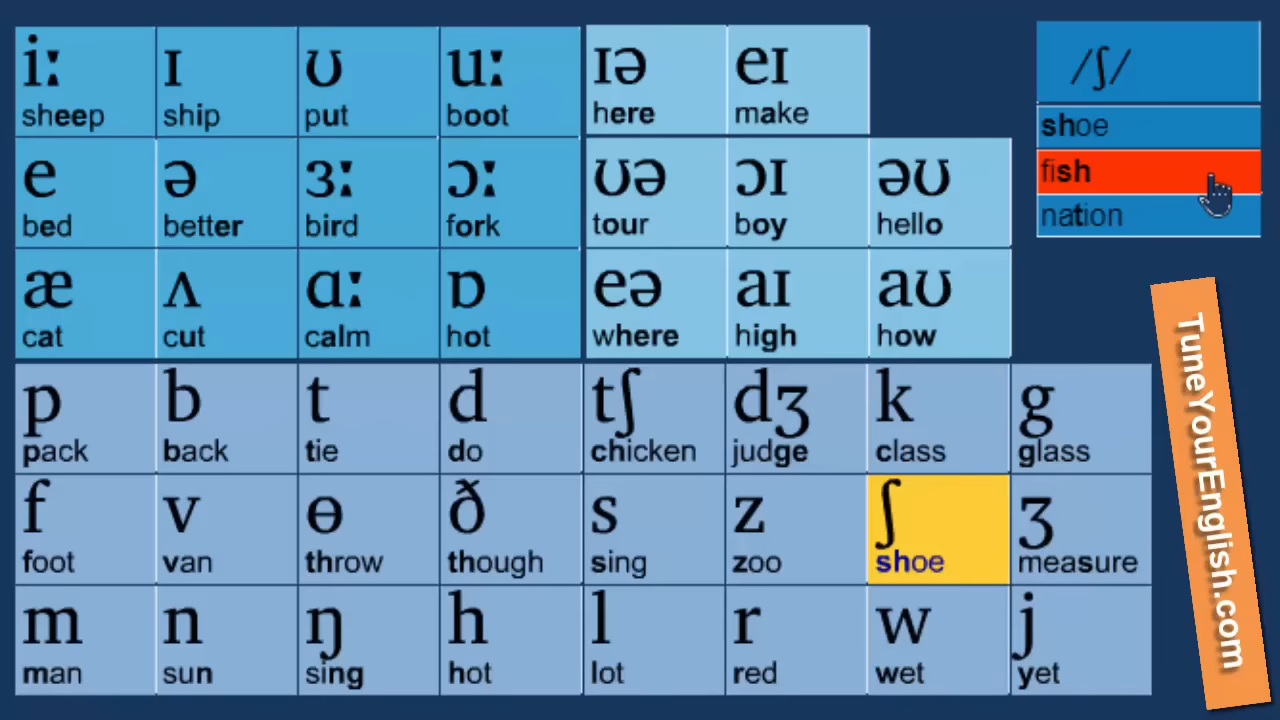 iː ɪ ʊ uː ɪə eɪ
sheep ship put boot here make
e ə ɜː ɔː ʊə ɔɪ əʊ
bed better bird fork tour boy hello
æ ʌ ɑː ɒ eə aɪ aʊ
cat cut calm hot where high how
p b t d tʃ dʒ k g
pack back tie do chicken judge class glass
f v ɵ ð s z ʃ ʒ
foot van throw though sing zoo shoe measure
m n ŋ h l r w j
man sun sing hot lot red wet yet
/ʃ/
shoe
fish
nation
TuneYourEnglish.com